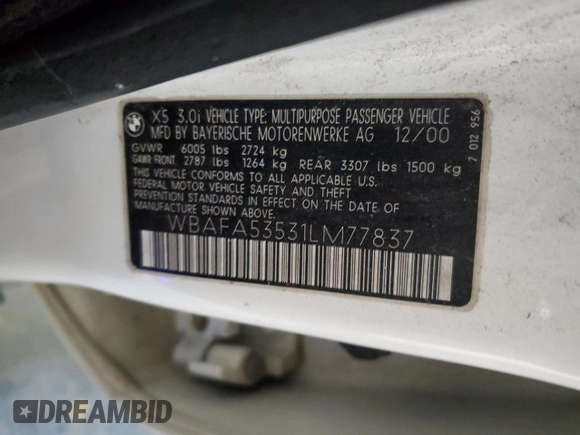 X5 3.0i VEHICLE TYPE: MULTIPURPOSE PASSENGER VEHICLE
MFD BY BAYERISCHE MOTORENWERKE AG 12/00
GVWR 6005 lbs 2724 kg
GAWR FRONT 2787 lbs 1264 kg REAR 3307 lbs 1500 kg
THIS VEHICLE CONFORMS TO ALL APPLICABLE U.S.
FEDERAL MOTOR VEHICLE SAFETY AND THEFT
PREVENTION STANDARDS IN EFFECT ON THE DATE OF
MANUFACTURE SHOWN ABOVE.
WBAFA53531LM77837
7 012 956
DREAMBID